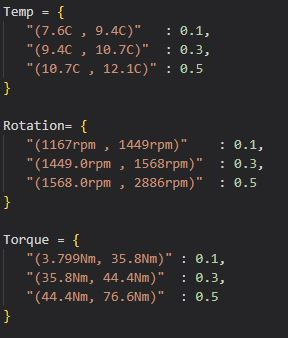 Temp = {
"(7.6C , 9.4C)" : 0.1,
"(9.4C , 10.7C)" : 0.3,
"(10.7C , 12.1C)" : 0.5
}
Rotation= {
"(1167rpm , 1449rpm)" : 0.1,
"(1449.0rpm , 1568rpm)" : 0.3,
"(1568.0rpm , 2886rpm)" : 0.5
}
Torque = {
"(3.799Nm, 35.8Nm)" : 0.1,
"(35.8Nm, 44.4Nm)" : 0.3,
"(44.4Nm, 76.6Nm)" : 0.5
}